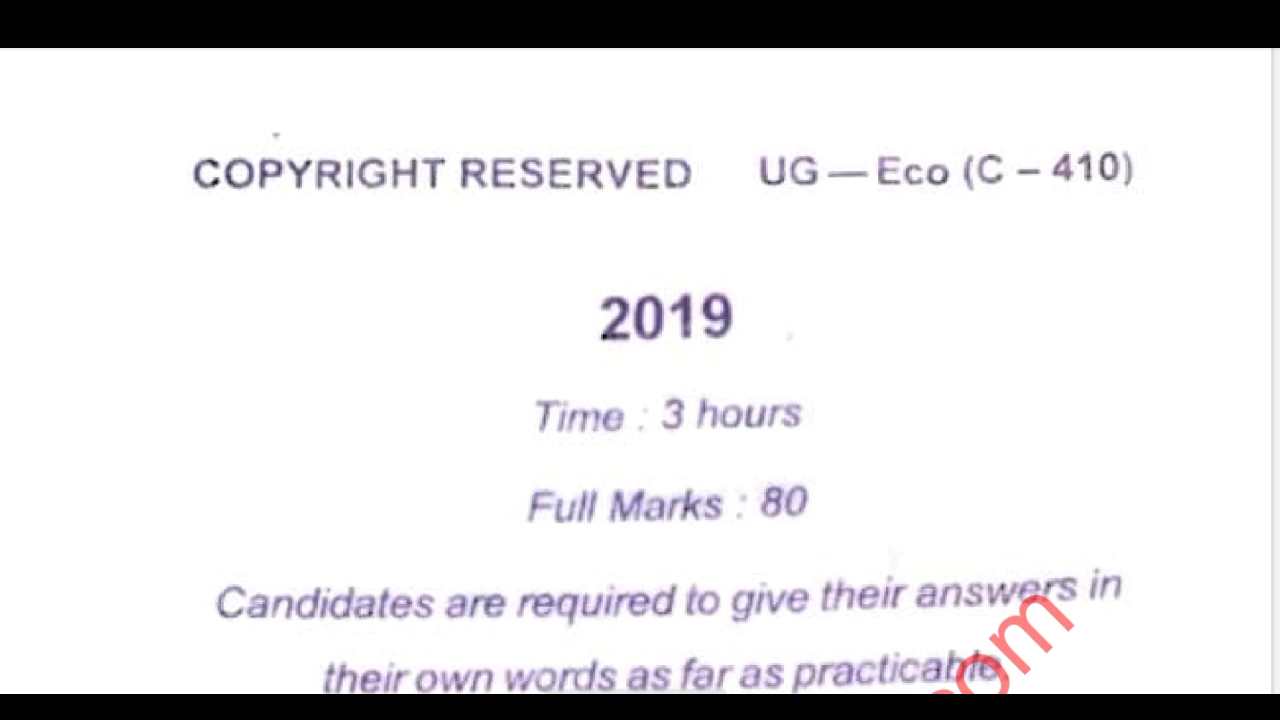 COPYRIGHT RESERVED UG — Eco (C – 410)
2019
Time : 3 hours
Full Marks : 80
Candidates are required to give their answers in
their own words as far as practicable.
com